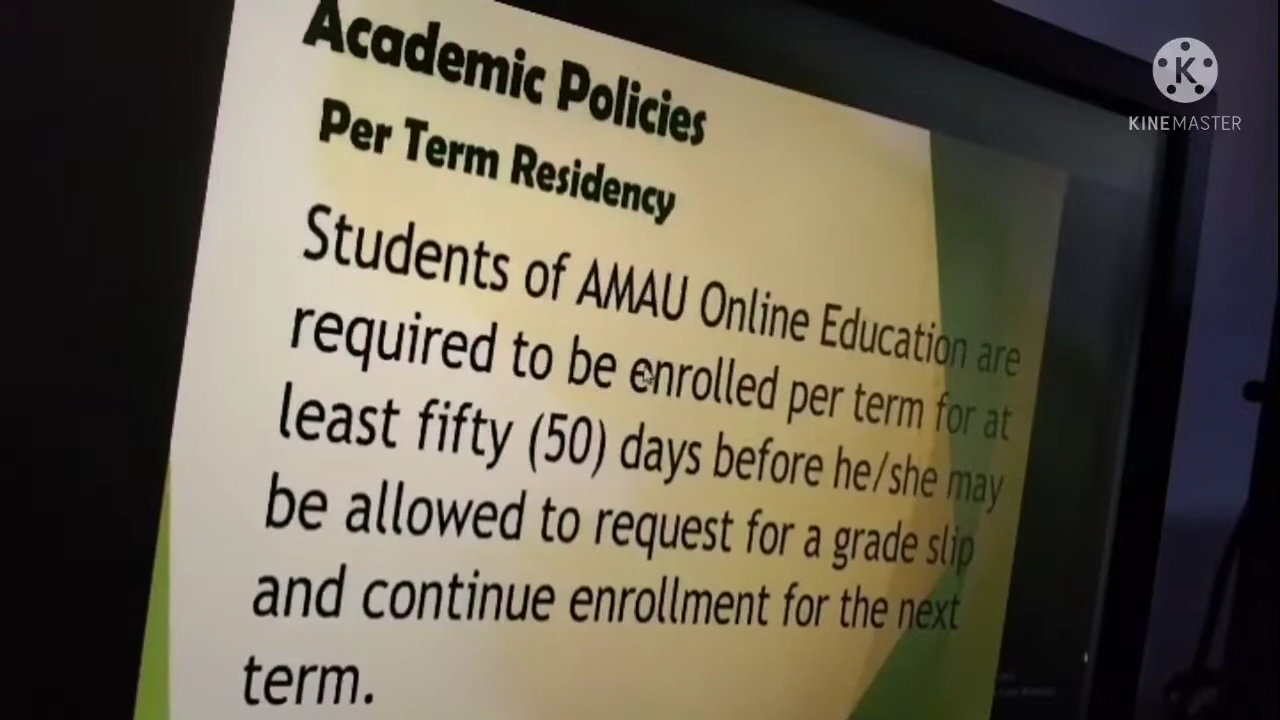 Academic Policies
Per Term Residency
Students of AMAU Online Education are
required to be enrolled per term for at
least fifty (50) days before he/she may
be allowed to request for a grade slip
and continue enrollment for the next
term.
K
KINEMASTER